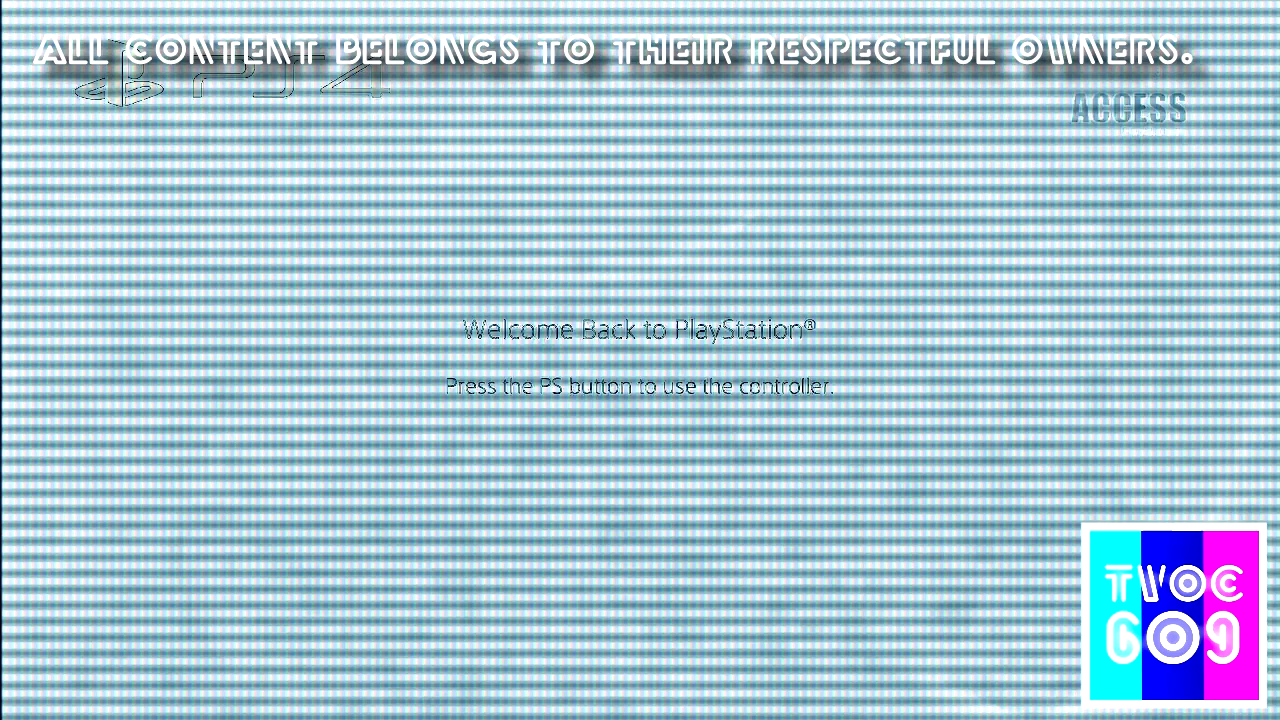 ALL CONTENT BELONGS TO THEIR RESPECTFUL OWNERS.
PS4
ACCESS
Welcome Back to PlayStation®
Press the PS button to use the controller.
TVOC
609